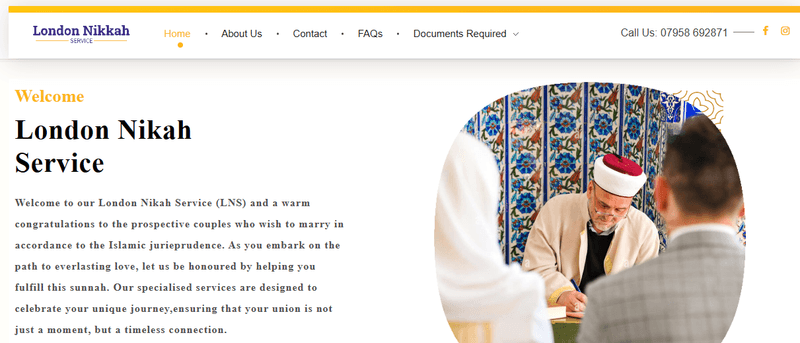 London Nikkah
SERVICE
Home • About Us • Contact • FAQs • Documents Required
Call Us: 07958 692871
Welcome
London Nikah
Service
Welcome to our London Nikah Service (LNS) and a warm
congratulations to the prospective couples who wish to marry in
accordance to the Islamic jurieprudence. As you embark on the
path to everlasting love, let us be honoured by helping you
fulfill this sunnah. Our specialised services are designed to
celebrate your unique journey,ensuring that your union is not
just a moment, but a timeless connection.